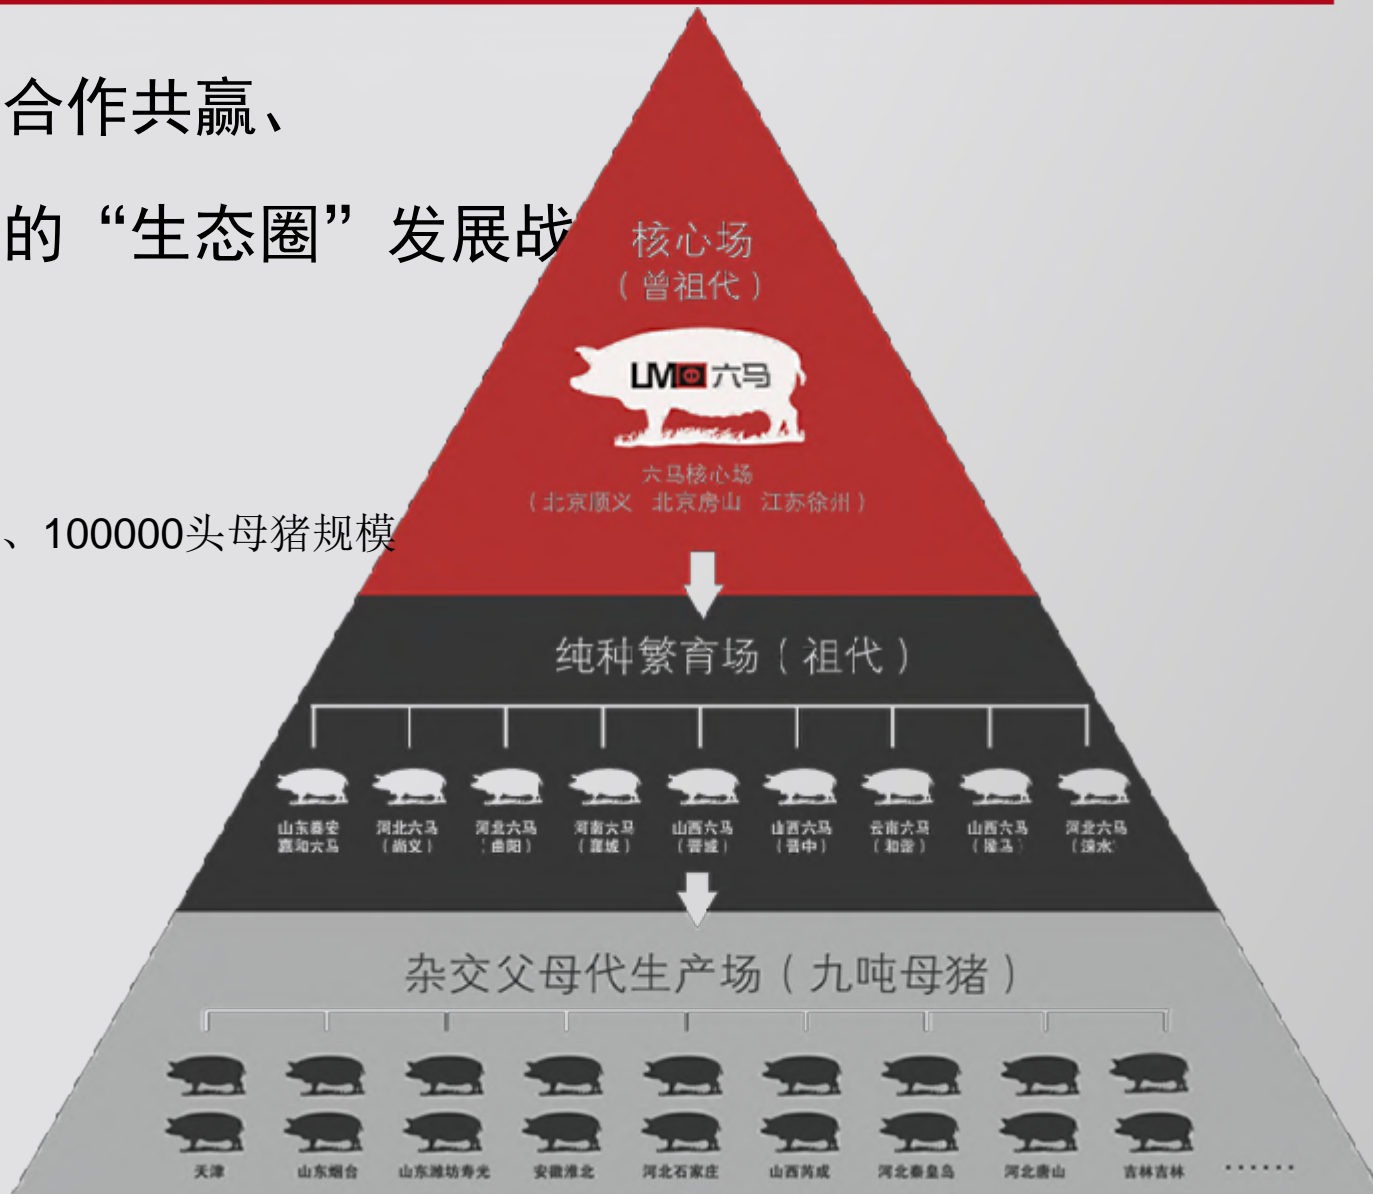 合作共赢、
的“生态圈”发展战
、100000头母猪规模
核心场
（曾祖代）
LM 六马
六马核心场
（北京顺义 北京房山 江苏徐州）
纯种繁育场（祖代）
山东泰安 河北六马 河北六马 河南六马 山西六马 山西六马 云南六马 山西六马 河北六马
嘉和六马 （尚义） （曲阳） （襄城） （晋城） （晋中） （和谐） （陵马） （涞水）
杂交父母代生产场（九吨母猪）
天津 山东烟台 山东潍坊寿光 安徽淮北 河北石家庄 山西芮成 河北秦皇岛 河北唐山 吉林吉林 ······